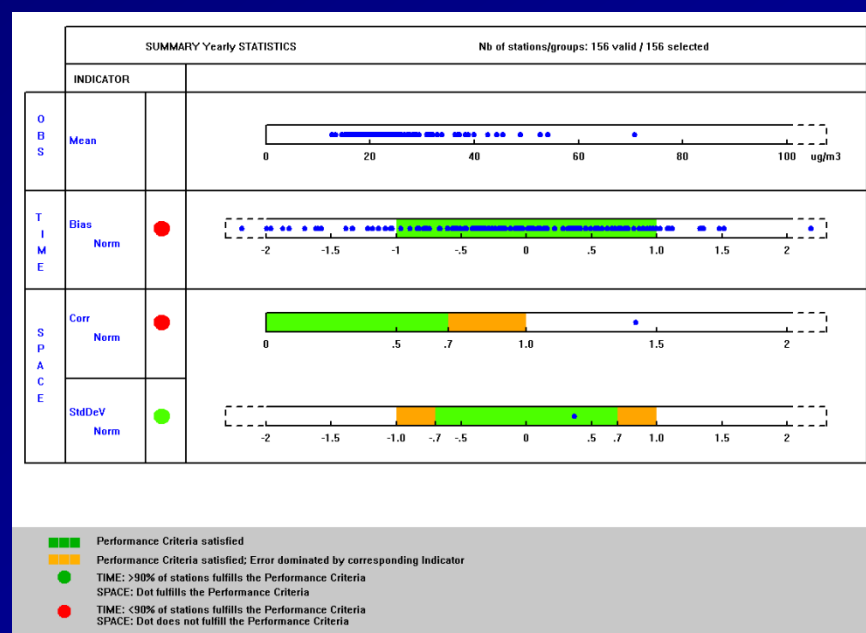 SUMMARY Yearly STATISTICS Nb of stations/groups: 156 valid / 156 selected
INDICATOR
OBS
Mean
0 20 40 60 80 100 ug/m3
TIME
Bias
Norm
-2 -1.5 -1 -.5 0 .5 1.0 1.5 2
SPACE
Corr
Norm
0 .5 .7 1.0 1.5 2
StdDeV
Norm
-2 -1.5 -1.0 -.7 -.5 0 .5 .7 1.0 1.5 2
Performance Criteria satisfied
Performance Criteria satisfied; Error dominated by corresponding Indicator
TIME: >90% of stations fulfills the Performance Criteria
SPACE: Dot fulfills the Performance Criteria
TIME: <90% of stations fulfills the Performance Criteria
SPACE: Dot does not fulfill the Performance Criteria